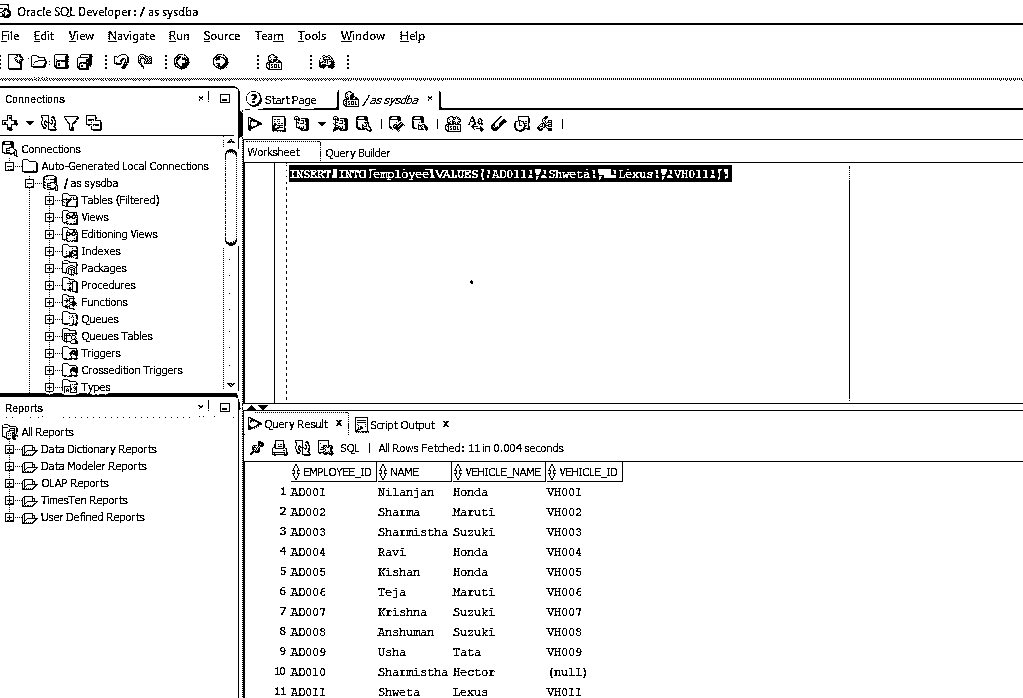 Oracle SQL Developer : / as sysdba
File Edit View Navigate Run Source Team Tools Window Help
Connections
Start Page / as sysdba
Connections
Worksheet Query Builder
Auto-Generated Local Connections
INSERT INTO employee VALUES('AD011','Shweta', 'Lexus','VH011');
/ as sysdba
Tables (Filtered)
Views
Editioning Views
Indexes
Packages
Procedures
Functions
Queues
Queues Tables
Triggers
Crossedition Triggers
Types
Reports
All Reports
Data Dictionary Reports
Data Modeler Reports
OLAP Reports
TimesTen Reports
User Defined Reports
Query Result Script Output
SQL | All Rows Fetched: 11 in 0.004 seconds
EMPLOYEE_ID NAME VEHICLE_NAME VEHICLE_ID
1 AD001 Nilanjan Honda VH001
2 AD002 Sharma Maruti VH002
3 AD003 Sharmistha Suzuki VH003
4 AD004 Ravi Honda VH004
5 AD005 Kishan Honda VH005
6 AD006 Teja Maruti VH006
7 AD007 Krishna Suzuki VH007
8 AD008 Anshuman Suzuki VH008
9 AD009 Usha Tata VH009
10 AD010 Sharmistha Hector (null)
11 AD011 Shweta Lexus VH011